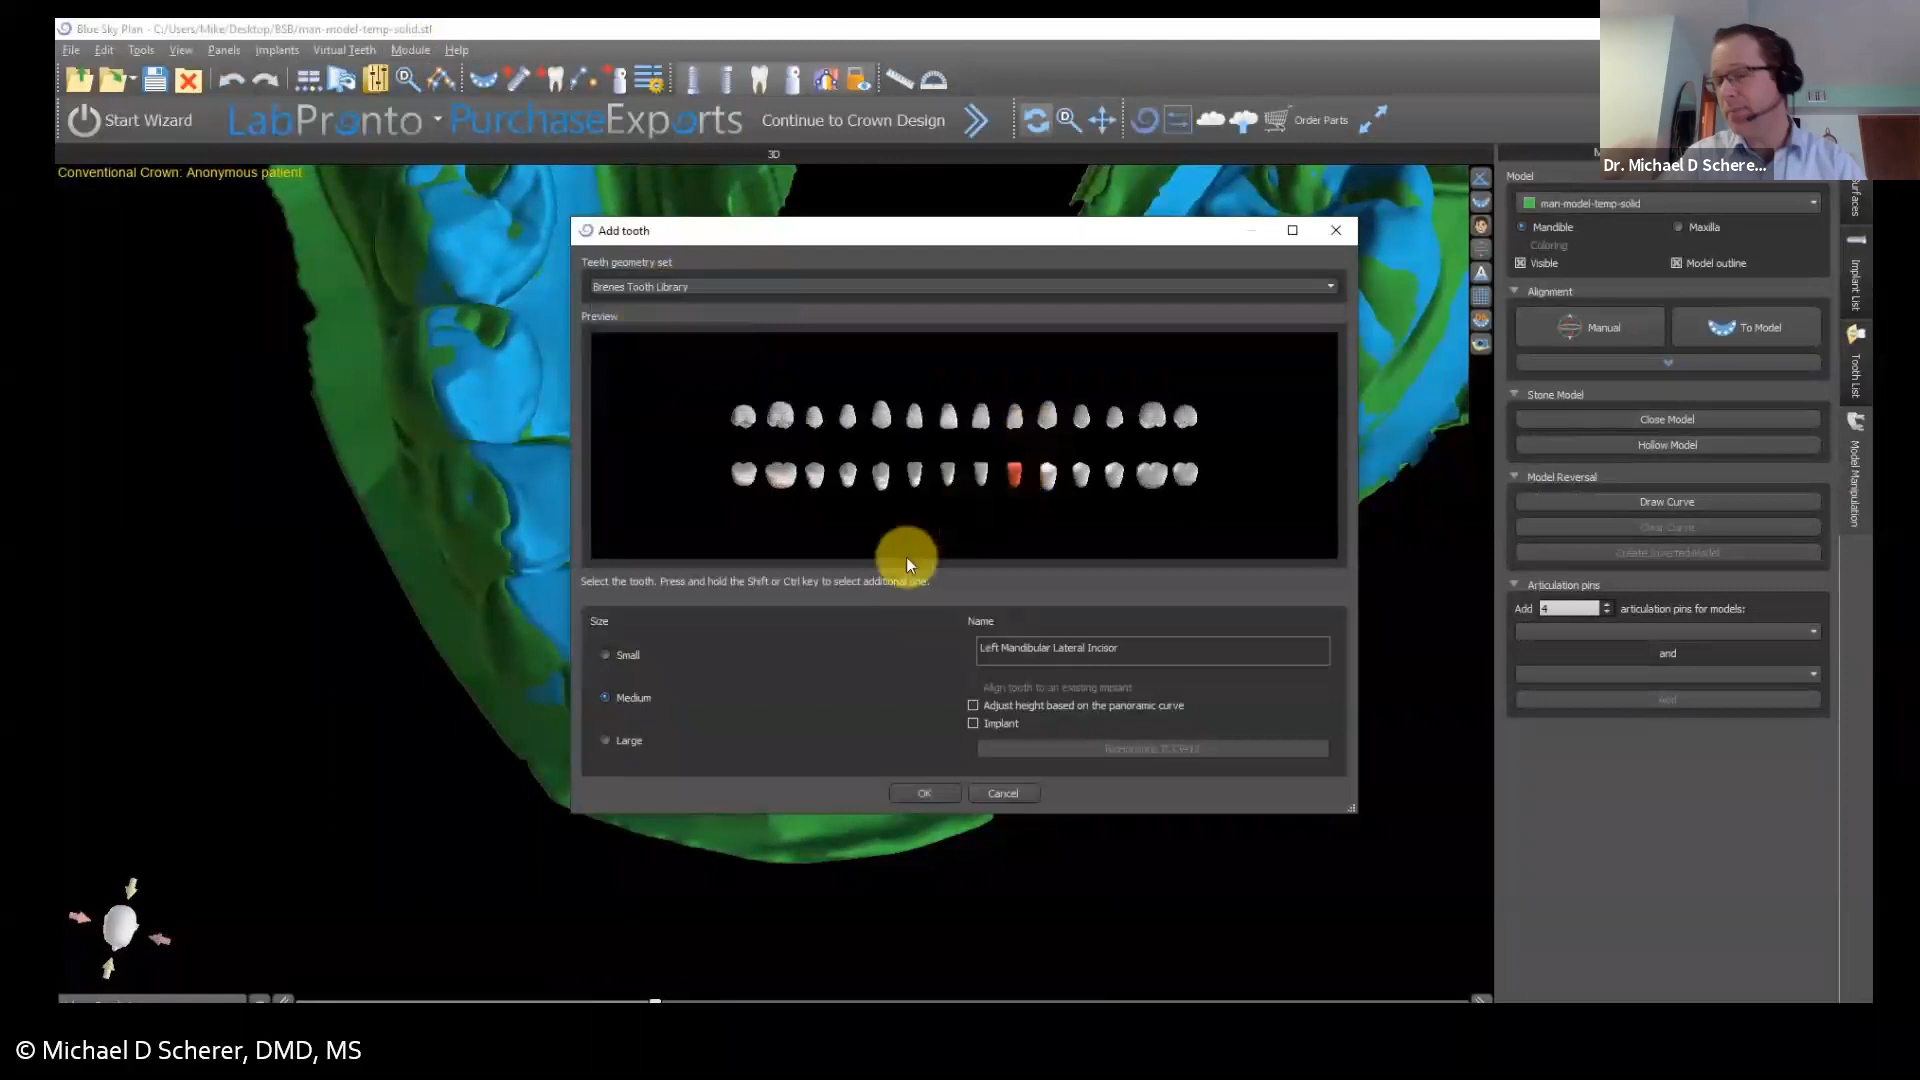 Blue Sky Plan - C:/Users/Mike/Desktop/BSB/man-model-temp-solid.stl
File Edit Tools View Panels Implants Virtual Teeth Module Help
Start Wizard LabPronto PurchaseExports Continue to Crown Design Order Parts
Dr. Michael D Schere...
3D
Conventional Crown: Anonymous patient
Add tooth
Teeth geometry set
Brenes Tooth Library
Preview
Select the tooth. Press and hold the Shift or Ctrl key to select additional one.
Size
Small
Medium
Large
Name
Left Mandibular Lateral Incisor
Align tooth to an existing implant
Adjust height based on the panoramic curve
Implant
OK Cancel
Model
man-model-temp-solid
Mandible Maxilla
Coloring
Visible Model outline
Alignment
Manual To Model
Stone Model
Close Model
Hollow Model
Model Reversal
Draw Curve
Clear Curve
Create Inverted Model
Articulation pins
Add 4 articulation pins for models:
and
Add
Surfaces
Implant List
Tooth List
Model Manipulation
© Michael D Scherer, DMD, MS